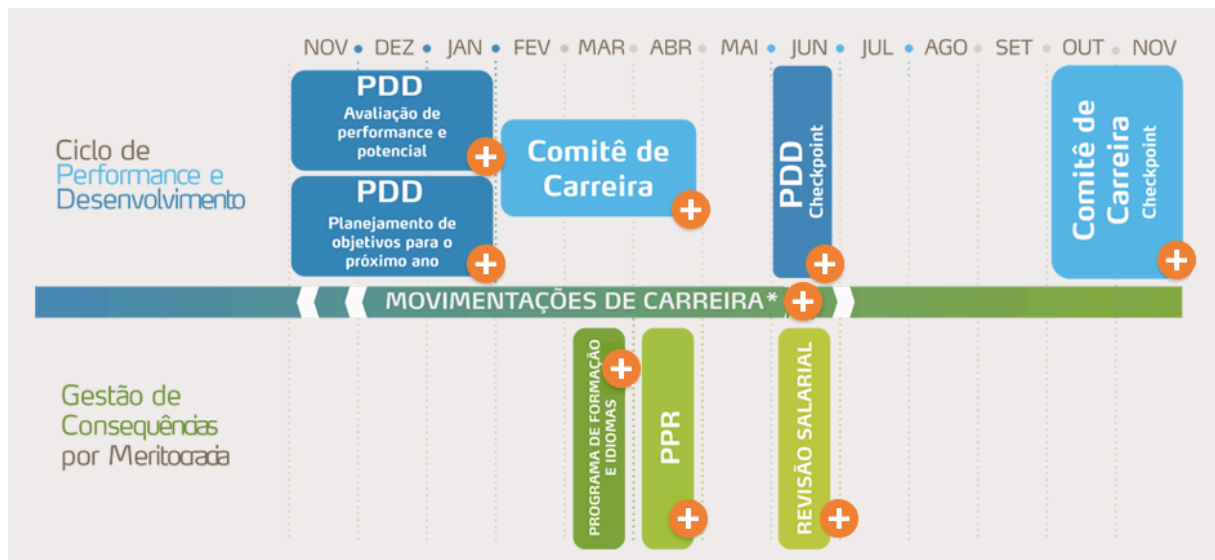 NOV DEZ JAN FEV MAR ABR MAI JUN JUL AGO SET OUT NOV
Ciclo de
Performance e
Desenvolvimento
PDD
Avaliação de
performance e
potencial
PDD
Planejamento de
objetivos para o
próximo ano
Comitê de
Carreira
PDD
Checkpoint
Comitê de
Carreira
Checkpoint
MOVIMENTAÇÕES DE CARREIRA*
Gestão de
Consequências
por Meritocracia
PROGRAMA DE FORMAÇÃO
E IDIOMAS
PPR
REVISÃO SALARIAL